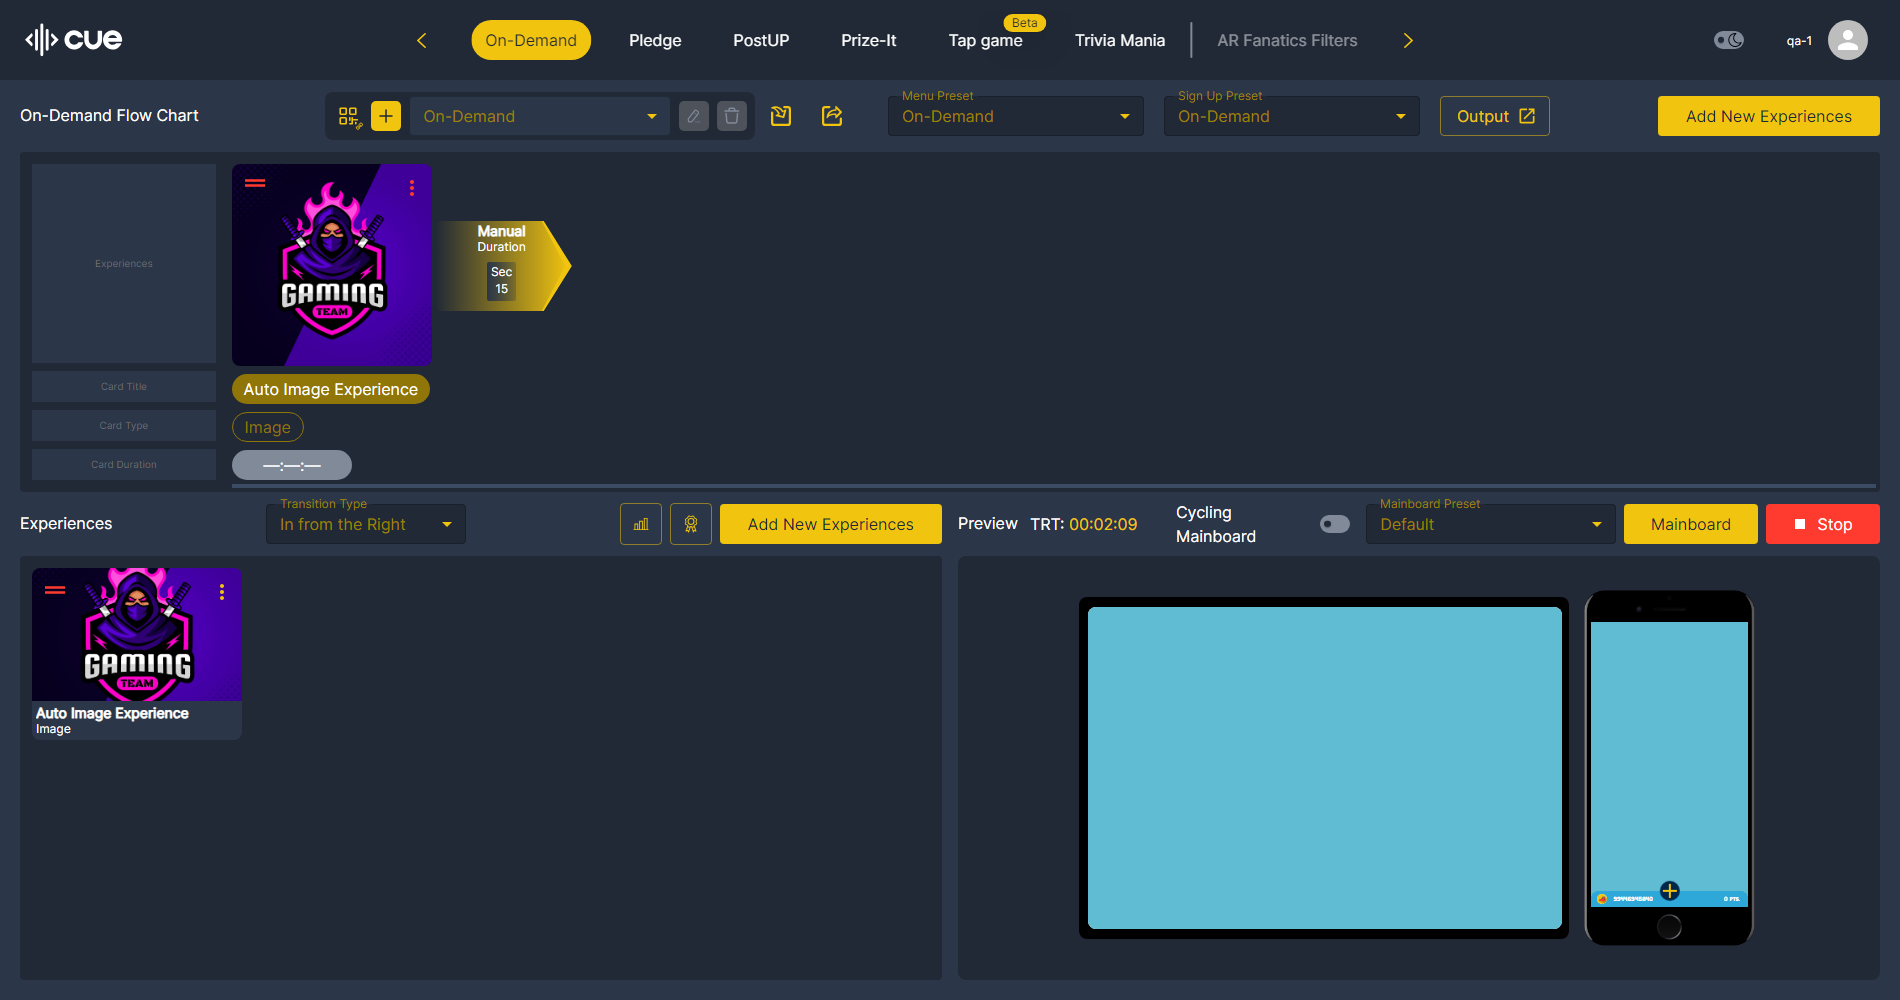 cue
On-Demand
Pledge
PostUP
Prize-It
Tap game
Beta
Trivia Mania
AR Fanatics Filters
qa-1
On-Demand Flow Chart
On-Demand
Menu Preset
On-Demand
Sign Up Preset
On-Demand
Output
Add New Experiences
Experiences
Card Title
Card Type
Card Duration
GAMING
TEAM
Manual
Duration
Sec
15
Auto Image Experience
Image
—:—:—
Experiences
Transition Type
In from the Right
Add New Experiences
Preview
TRT: 00:02:09
Cycling
Mainboard
Mainboard Preset
Default
Mainboard
Stop
GAMING
TEAM
Auto Image Experience
Image
0 PTS.